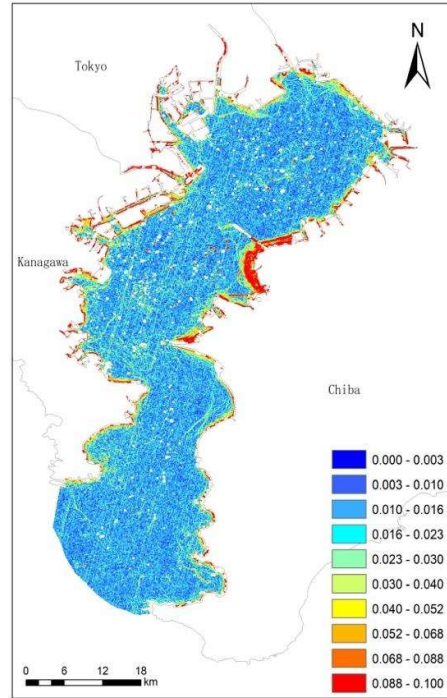 N
Tokyo
Kanagawa
Chiba
0.000 - 0.003
0.003 - 0.010
0.010 - 0.016
0.016 - 0.023
0.023 - 0.030
0.030 - 0.040
0.040 - 0.052
0.052 - 0.068
0.068 - 0.088
0.088 - 0.100
0 3 6 12 18
km